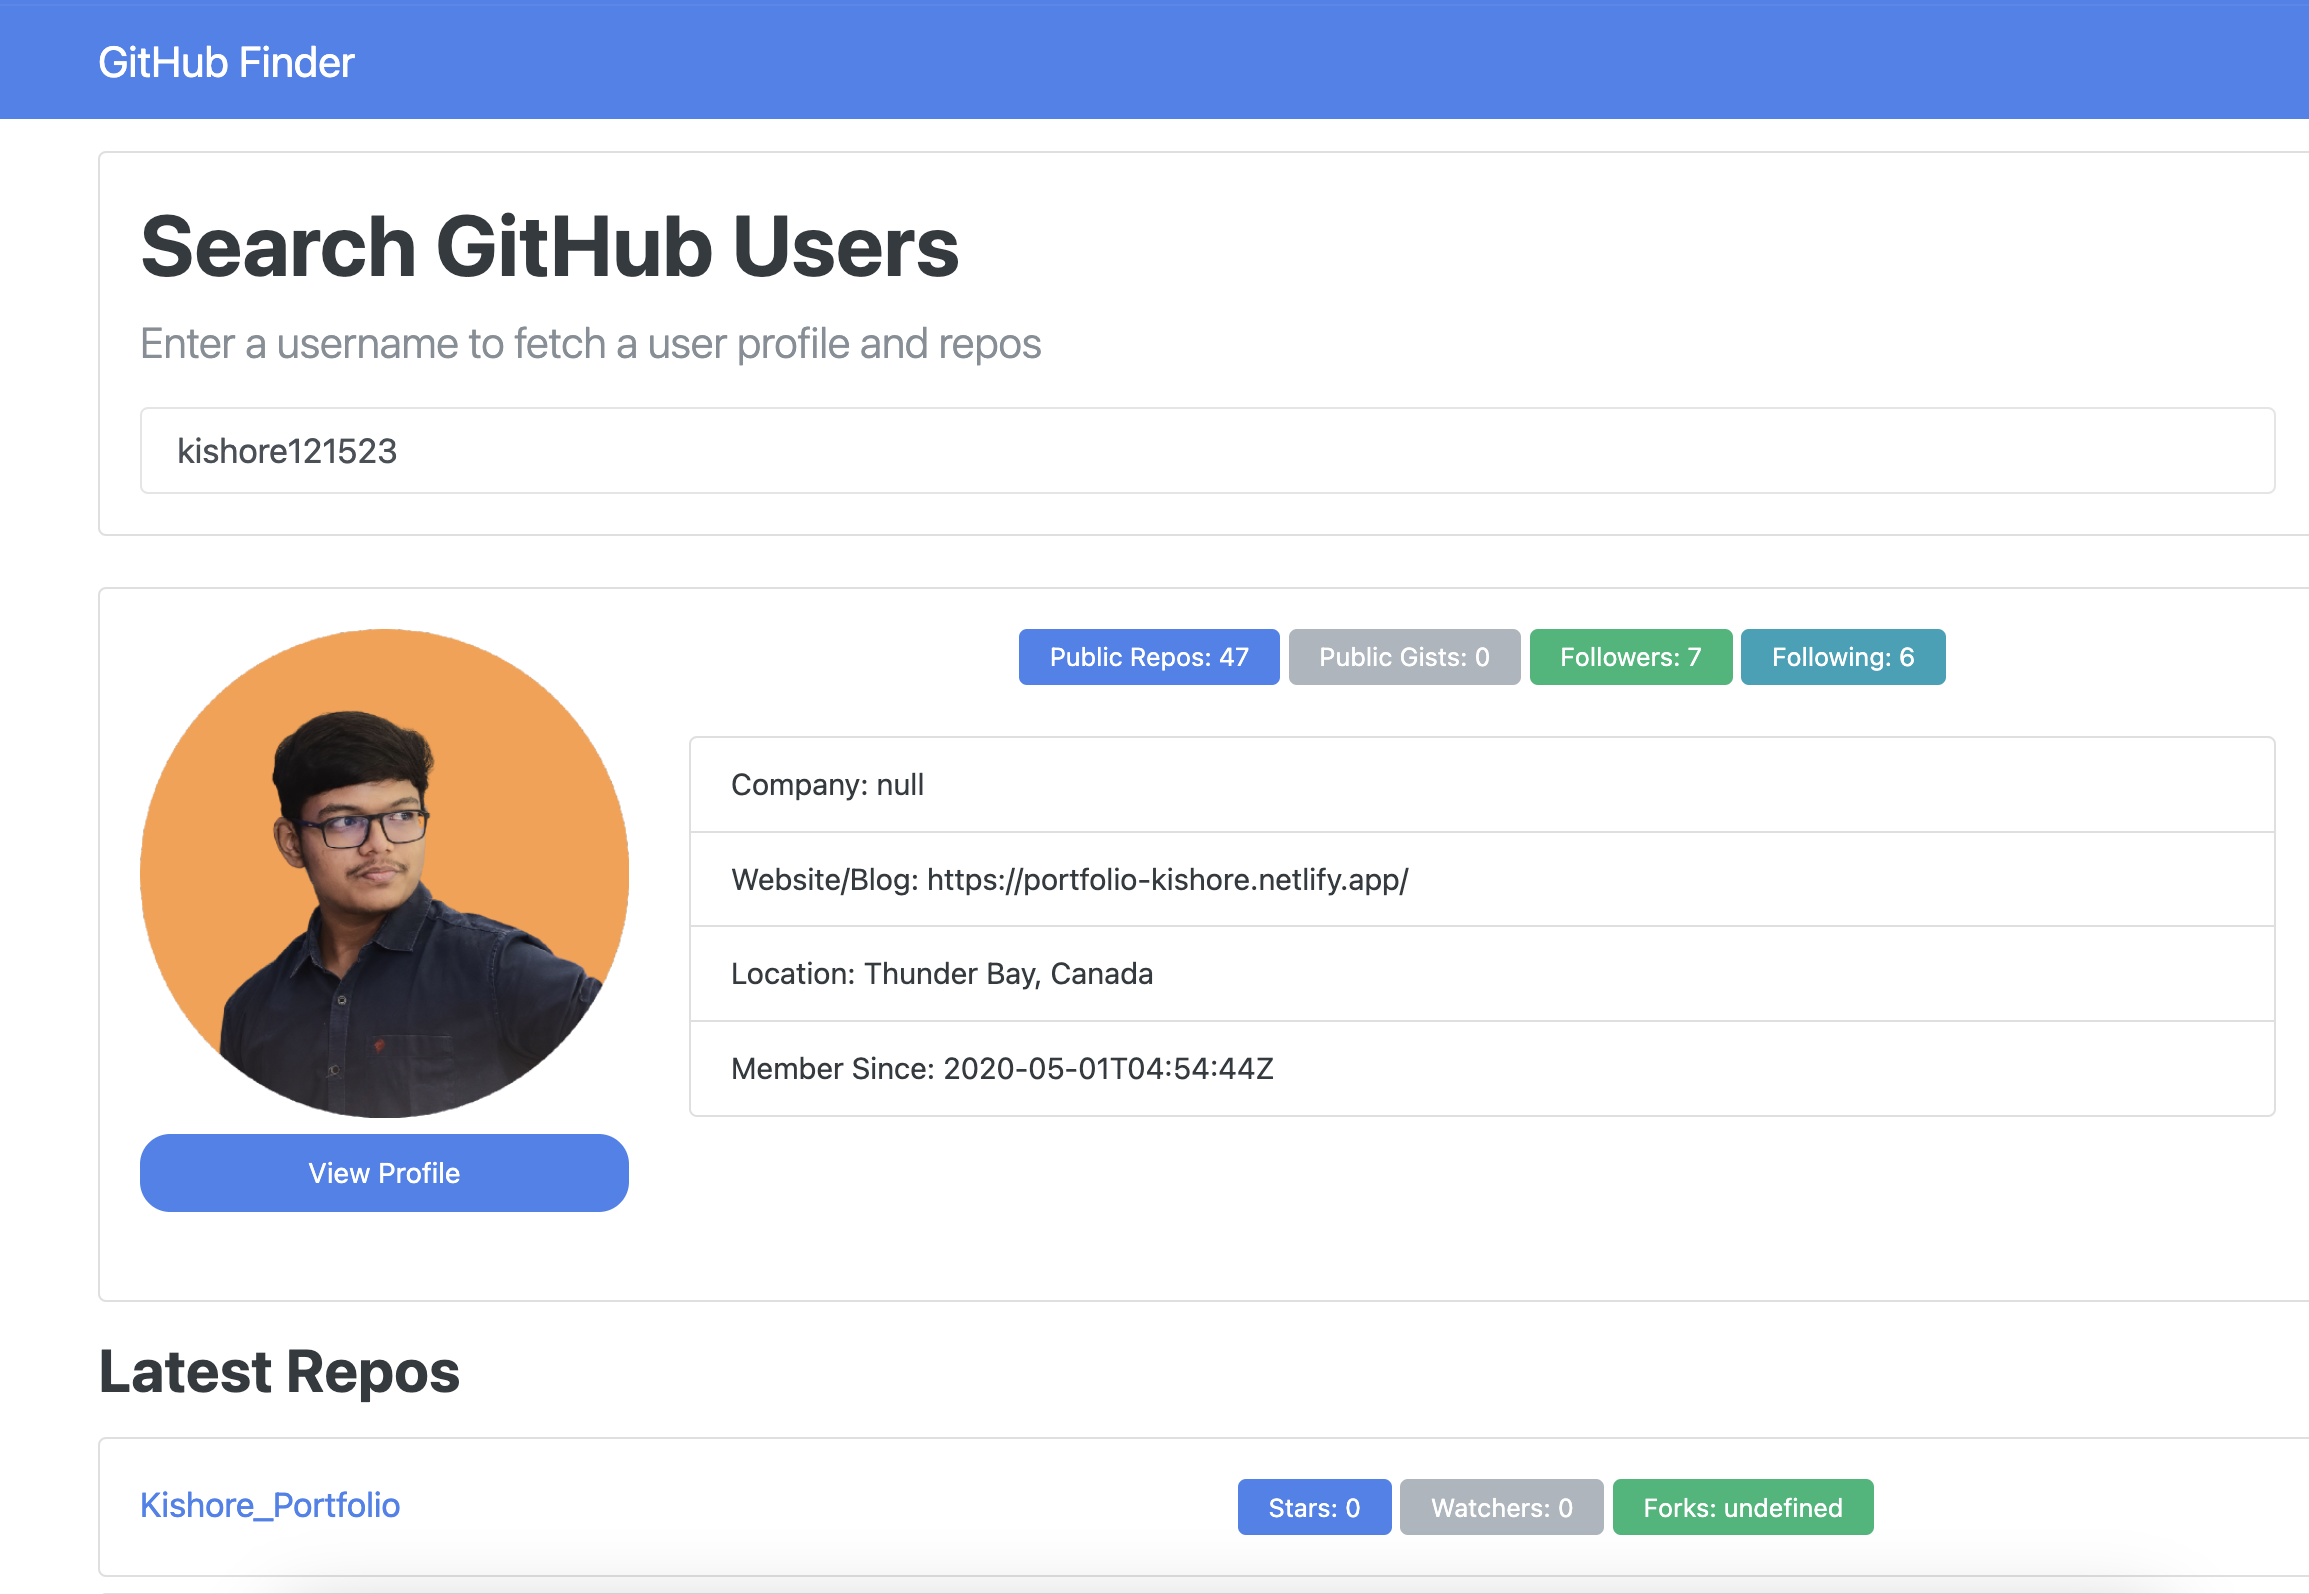 GitHub Finder
Search GitHub Users
Enter a username to fetch a user profile and repos
kishore121523
Public Repos: 47 Public Gists: 0 Followers: 7 Following: 6
Company: null
Website/Blog: https://portfolio-kishore.netlify.app/
Location: Thunder Bay, Canada
Member Since: 2020-05-01T04:54:44Z
View Profile
Latest Repos
Kishore_Portfolio Stars: 0 Watchers: 0 Forks: undefined